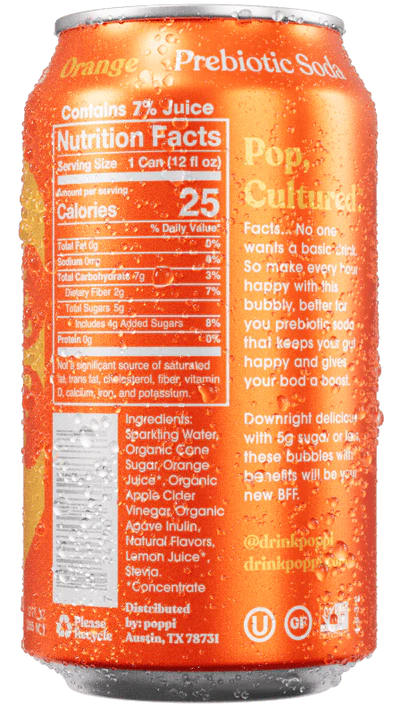 Orange Prebiotic Soda
Contains 7% Juice
Nutrition Facts
Serving Size 1 Can (12 fl oz)
Amount per serving
Calories 25
% Daily Value*
Total Fat 0g 0%
Sodium 0mg 0%
Total Carbohydrate 7g 3%
Dietary Fiber 2g 7%
Total Sugars 5g
Includes 4g Added Sugars 8%
Protein 0g 0%
Not a significant source of saturated
fat, trans fat, cholesterol, fiber, vitamin
D, calcium, iron, and potassium.
Ingredients:
Sparkling Water,
Organic Cane
Sugar, Orange
Juice*, Organic
Apple Cider
Vinegar, Organic
Agave Inulin,
Natural Flavors,
Lemon Juice*,
Stevia.
*Concentrate
Please
Recycle
Distributed
by: poppi
Austin, TX 78731
Pop,
Cultured.
Facts... No one
wants a basic drink.
So make every hour
happy with this
bubbly, better for
you prebiotic soda
that keeps your gut
happy and gives
your bod a boost.
Downright delicious
with 5g sugar or less,
these bubbles with
benefits will be your
new BFF.
@drinkpoppi
U GF